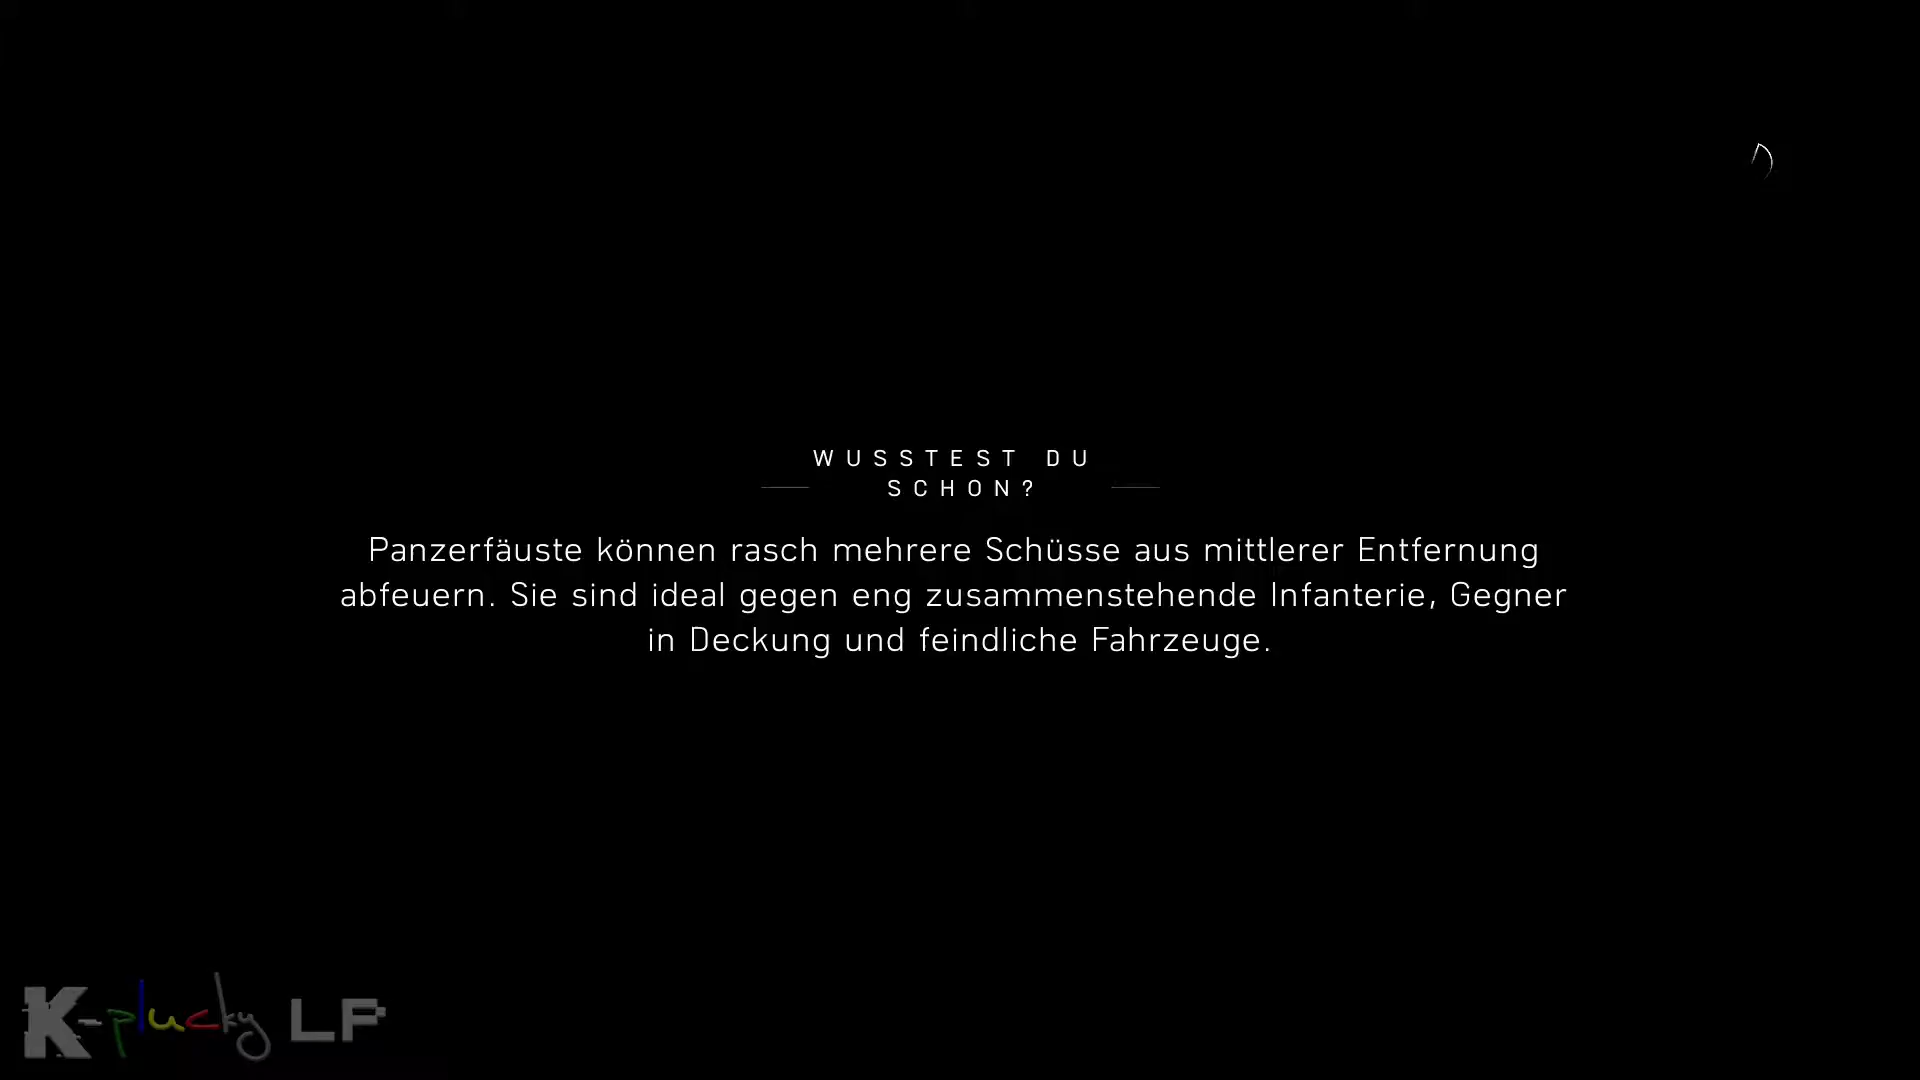 WUSSTEST DU
SCHON?
Panzerfäuste können rasch mehrere Schüsse aus mittlerer Entfernung
abfeuern. Sie sind ideal gegen eng zusammenstehende Infanterie, Gegner
in Deckung und feindliche Fahrzeuge.
K-plucky LP